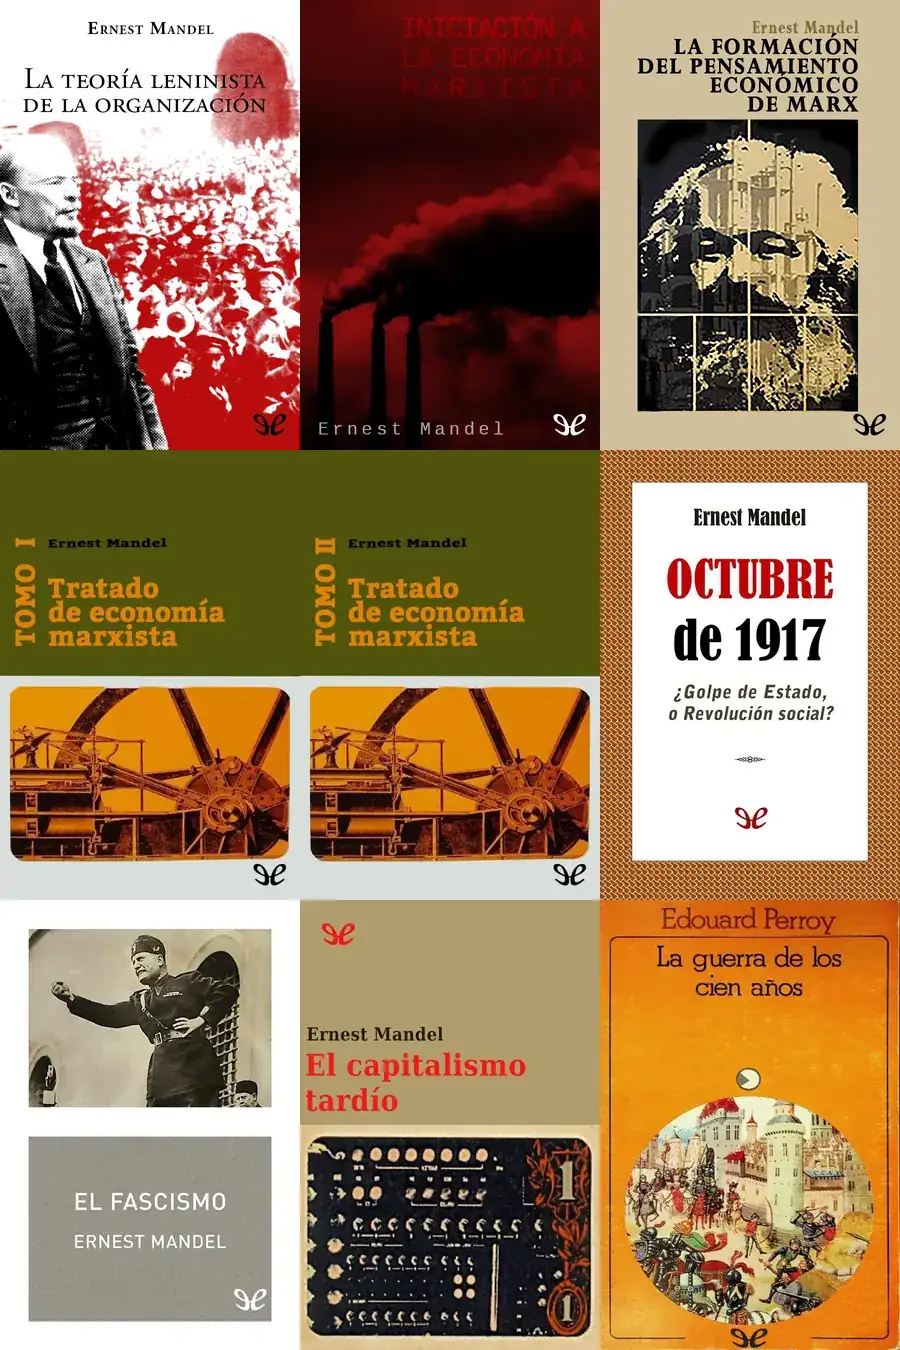 Ernest Mandel
La teoría leninista
de la organización
INICIACIÓN A
LA ECONOMÍA
MARXISTA
Ernest Mandel
Ernest Mandel
LA FORMACIÓN
DEL PENSAMIENTO
ECONÓMICO
DE MARX
TOMO I
Ernest Mandel
Tratado
de economía
marxista
TOMO II
Ernest Mandel
Tratado
de economía
marxista
Ernest Mandel
OCTUBRE
de 1917
¿Golpe de Estado,
o Revolución social?
EL FASCISMO
ERNEST MANDEL
Ernest Mandel
El capitalismo
tardío
1
1
Edouard Perroy
La guerra de los
cien años